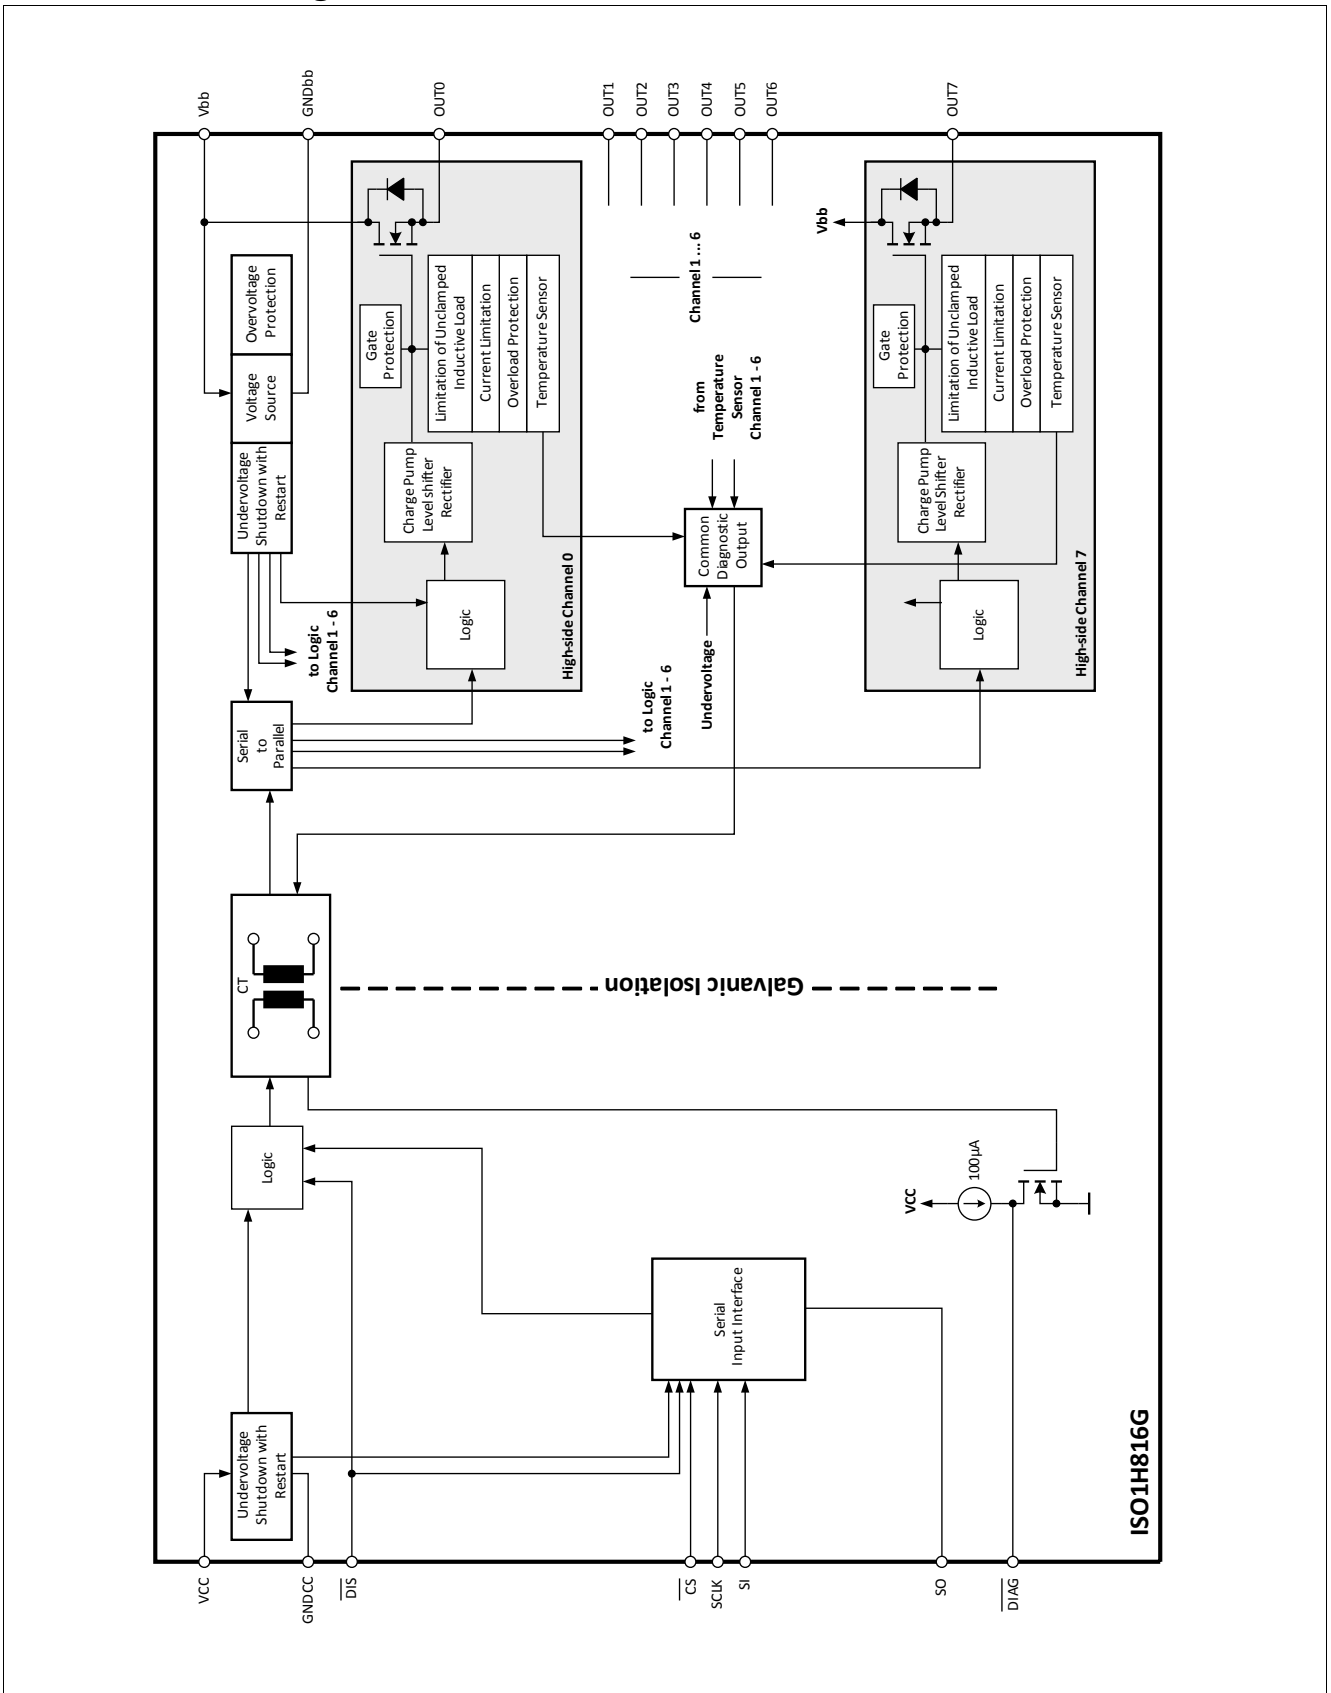 VCC
GNDCC
DIS
CS
SCLK
SI
SO
DIAG
Undervoltage
Shutdown with
Restart
Logic
Serial
Input Interface
VCC
100µA
CT
Galvanic Isolation
Serial
to
Parallel
Undervoltage
Shutdown with
Restart
Voltage
Source
Overvoltage
Protection
to Logic
Channel 1 - 6
Logic
Charge Pump
Level shifter
Rectifier
Gate
Protection
Limitation of Unclamped
Inductive Load
Current Limitation
Overload Protection
Temperature Sensor
High-side Channel 0
to Logic
Channel 1 - 6
Undervoltage
Common
Diagnostic
Output
from
Temperature
Sensor
Channel 1 - 6
Channel 1 ... 6
Logic
Charge Pump
Level Shifter
Rectifier
Gate
Protection
Limitation of Unclamped
Inductive Load
Current Limitation
Overload Protection
Temperature Sensor
High-side Channel 7
Vbb
Vbb
GNDbb
OUT0
OUT1
OUT2
OUT3
OUT4
OUT5
OUT6
OUT7
ISO1H816G